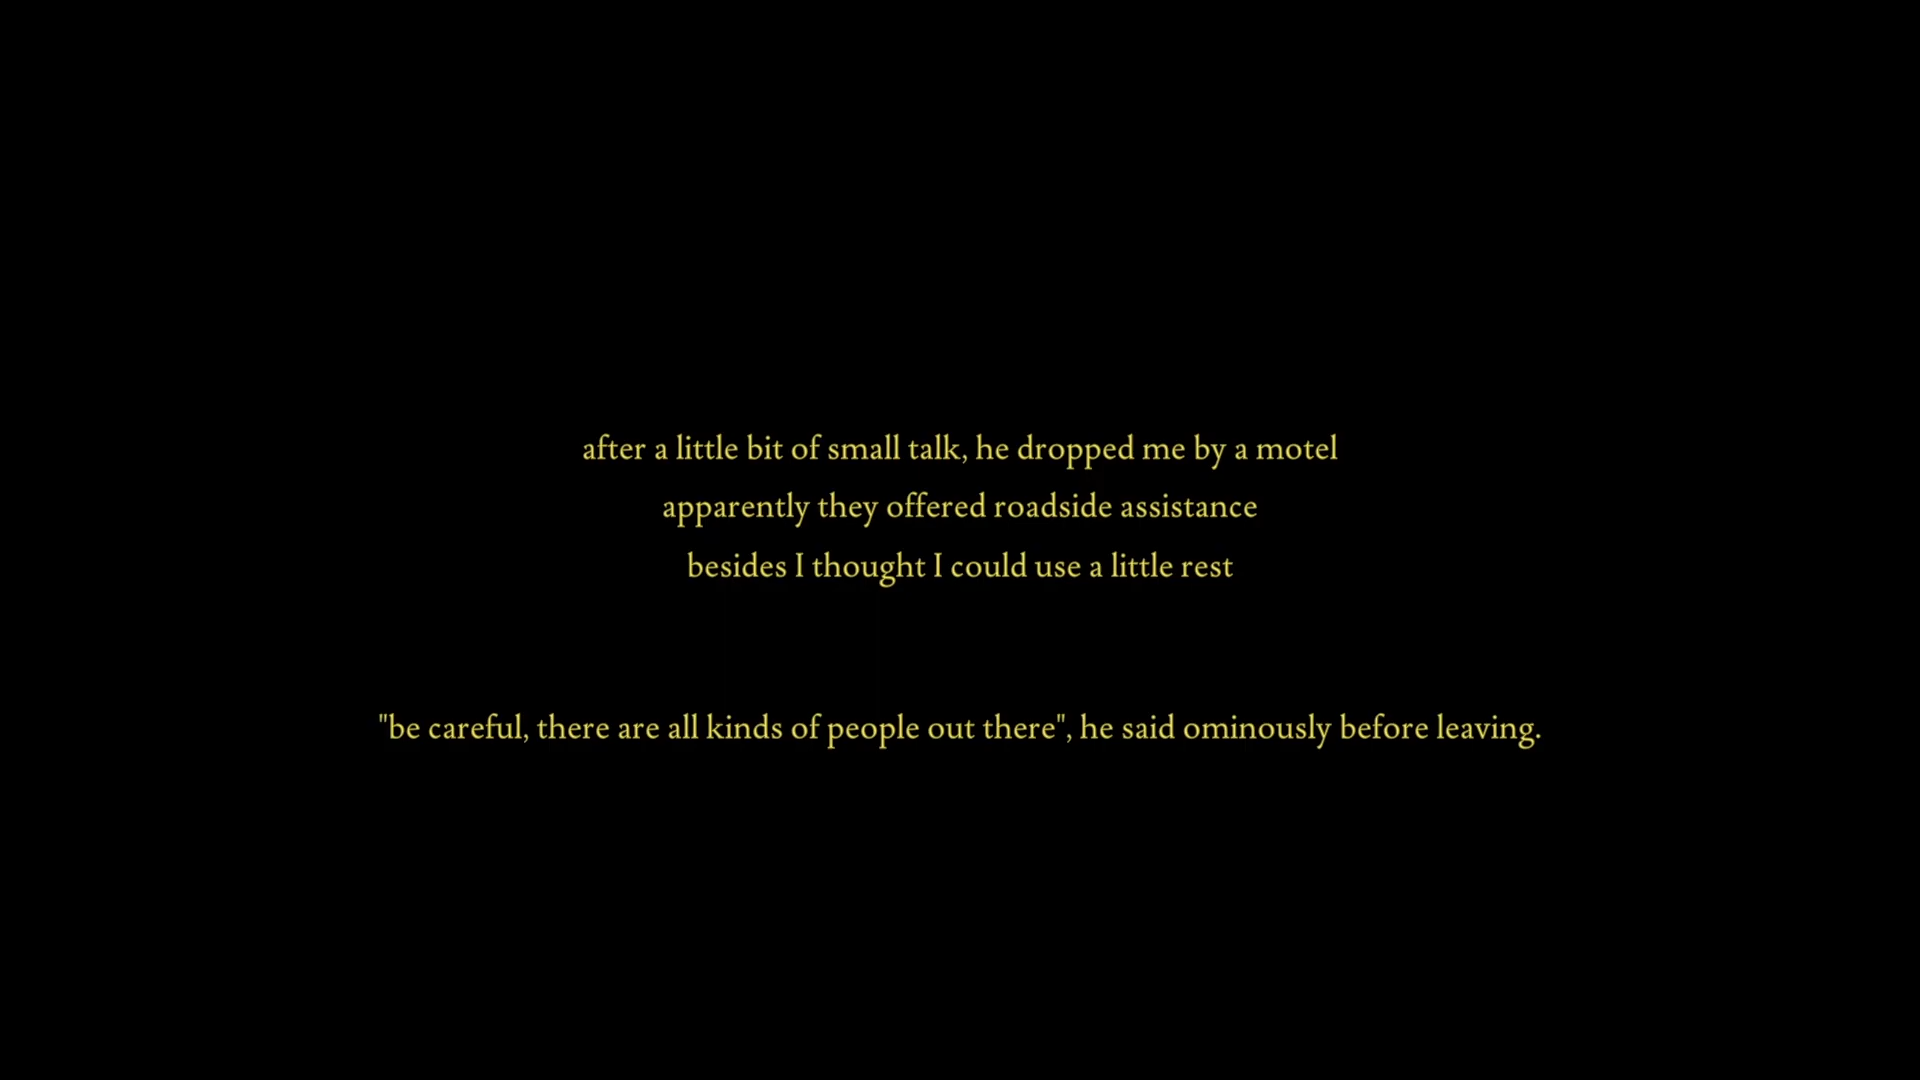 after a little bit of small talk, he dropped me by a motel
apparently they offered roadside assistance
besides I thought I could use a little rest
"be careful, there are all kinds of people out there", he said ominously before leaving.